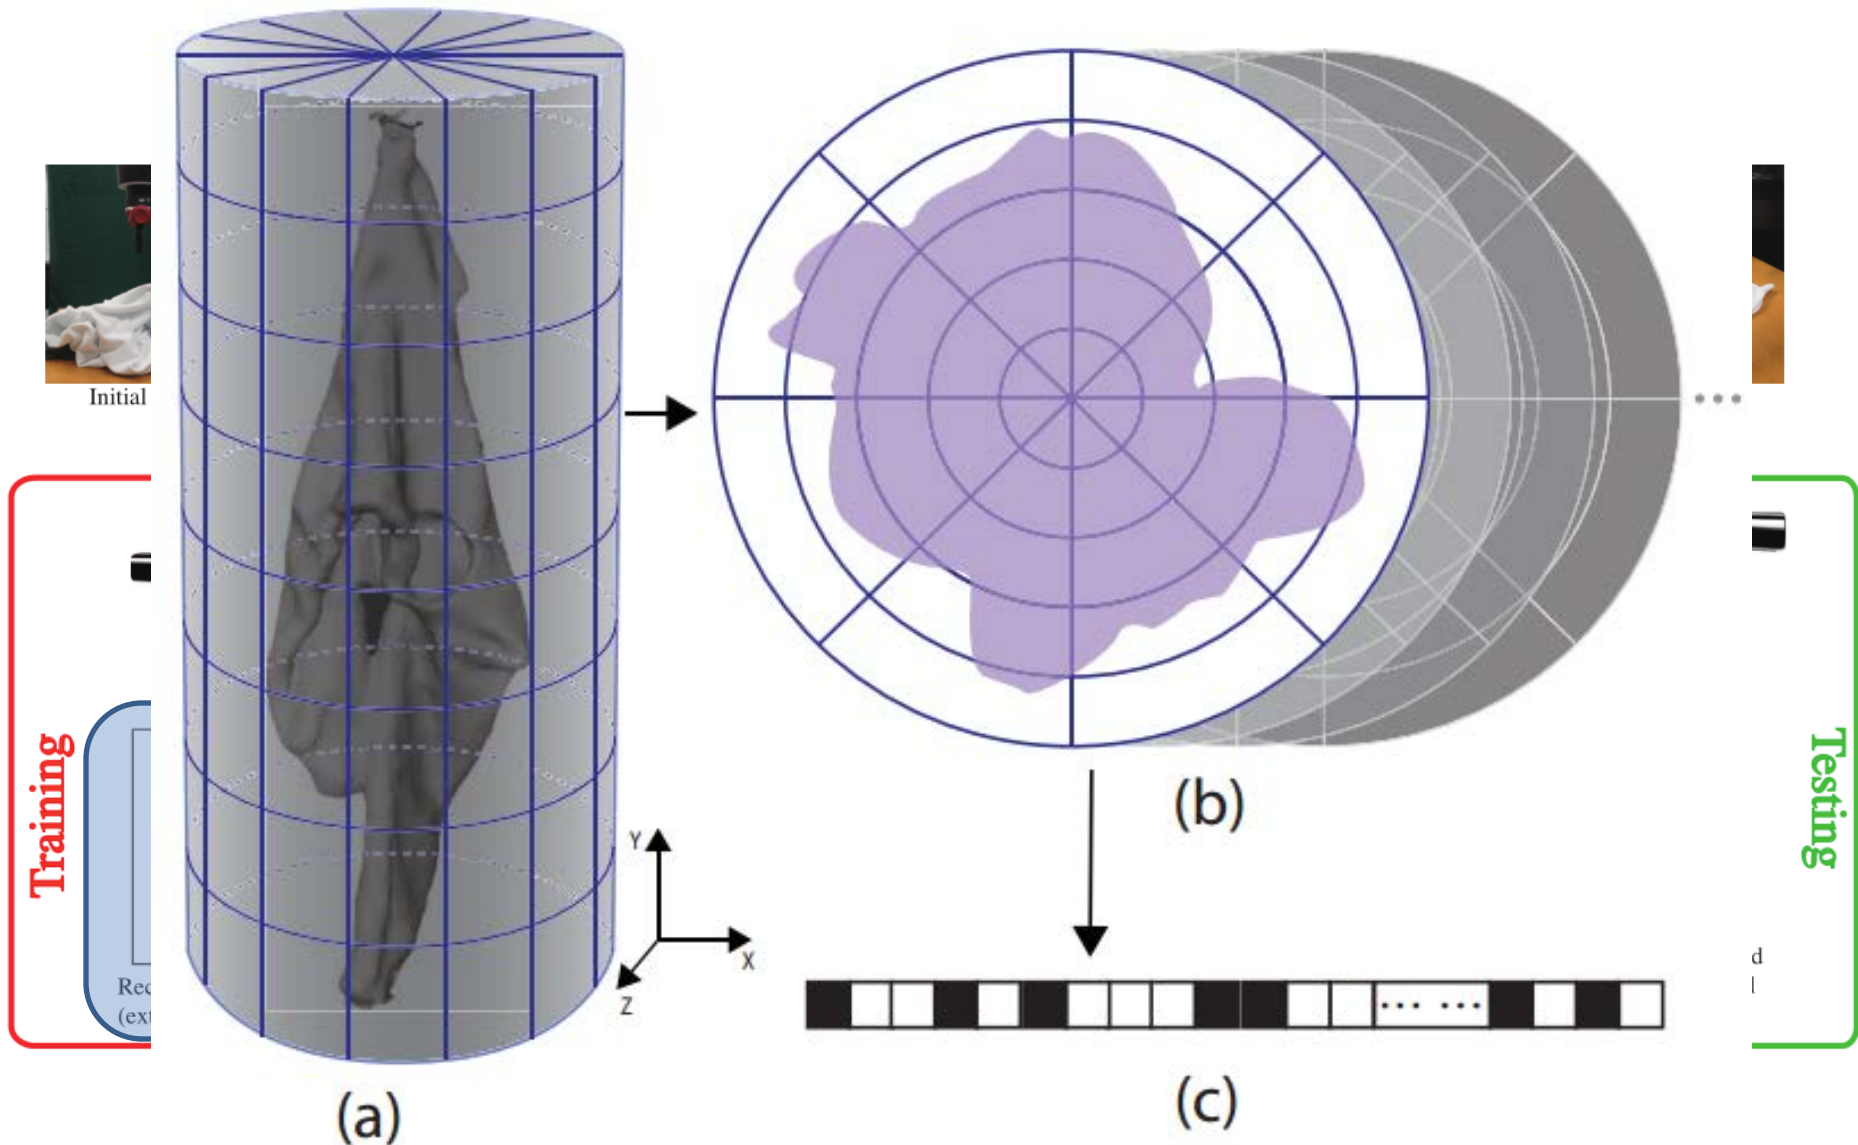 Initial
Training
Rec
(ext
(a)
Y
X
Z
(b)
... ...
(c)
Testing
d
l